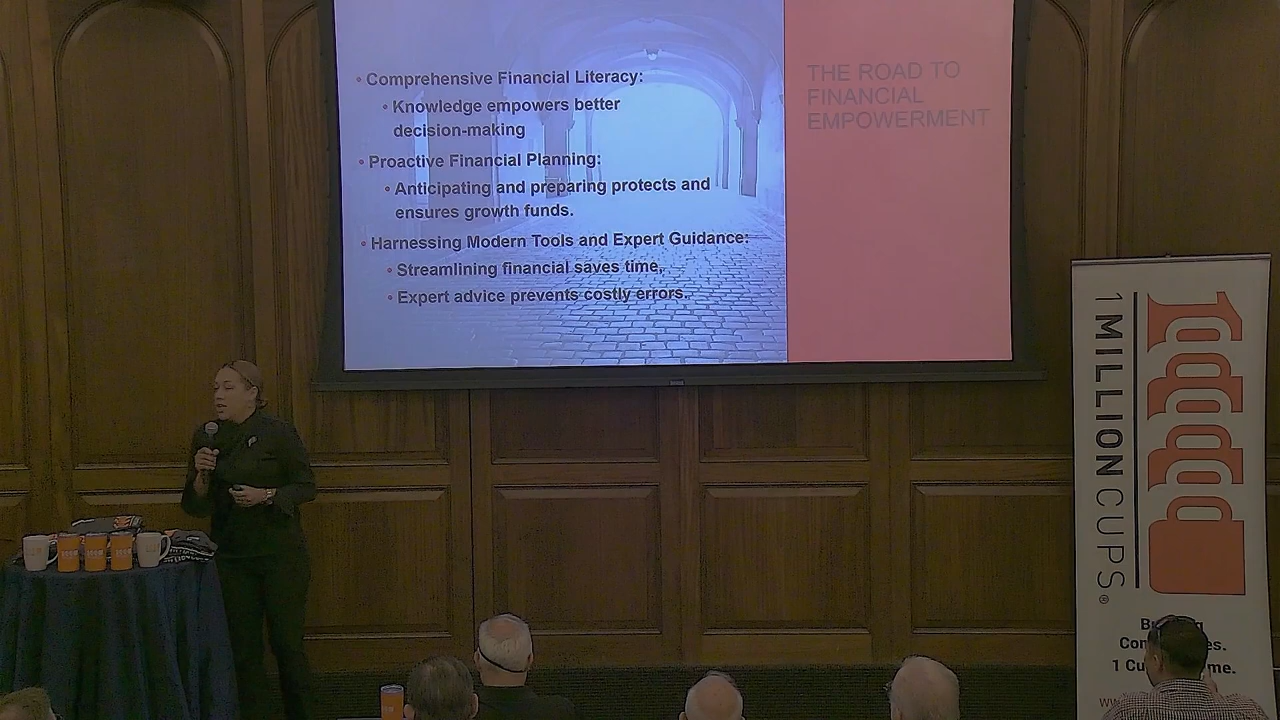 Comprehensive Financial Literacy:
Knowledge empowers better
decision-making
Proactive Financial Planning:
Anticipating and preparing protects and
ensures growth funds.
Harnessing Modern Tools and Expert Guidance:
Streamlining financial saves time,
Expert advice prevents costly errors.
THE ROAD TO
FINANCIAL
EMPOWERMENT
1 MILLION CUPS®
1 Cu